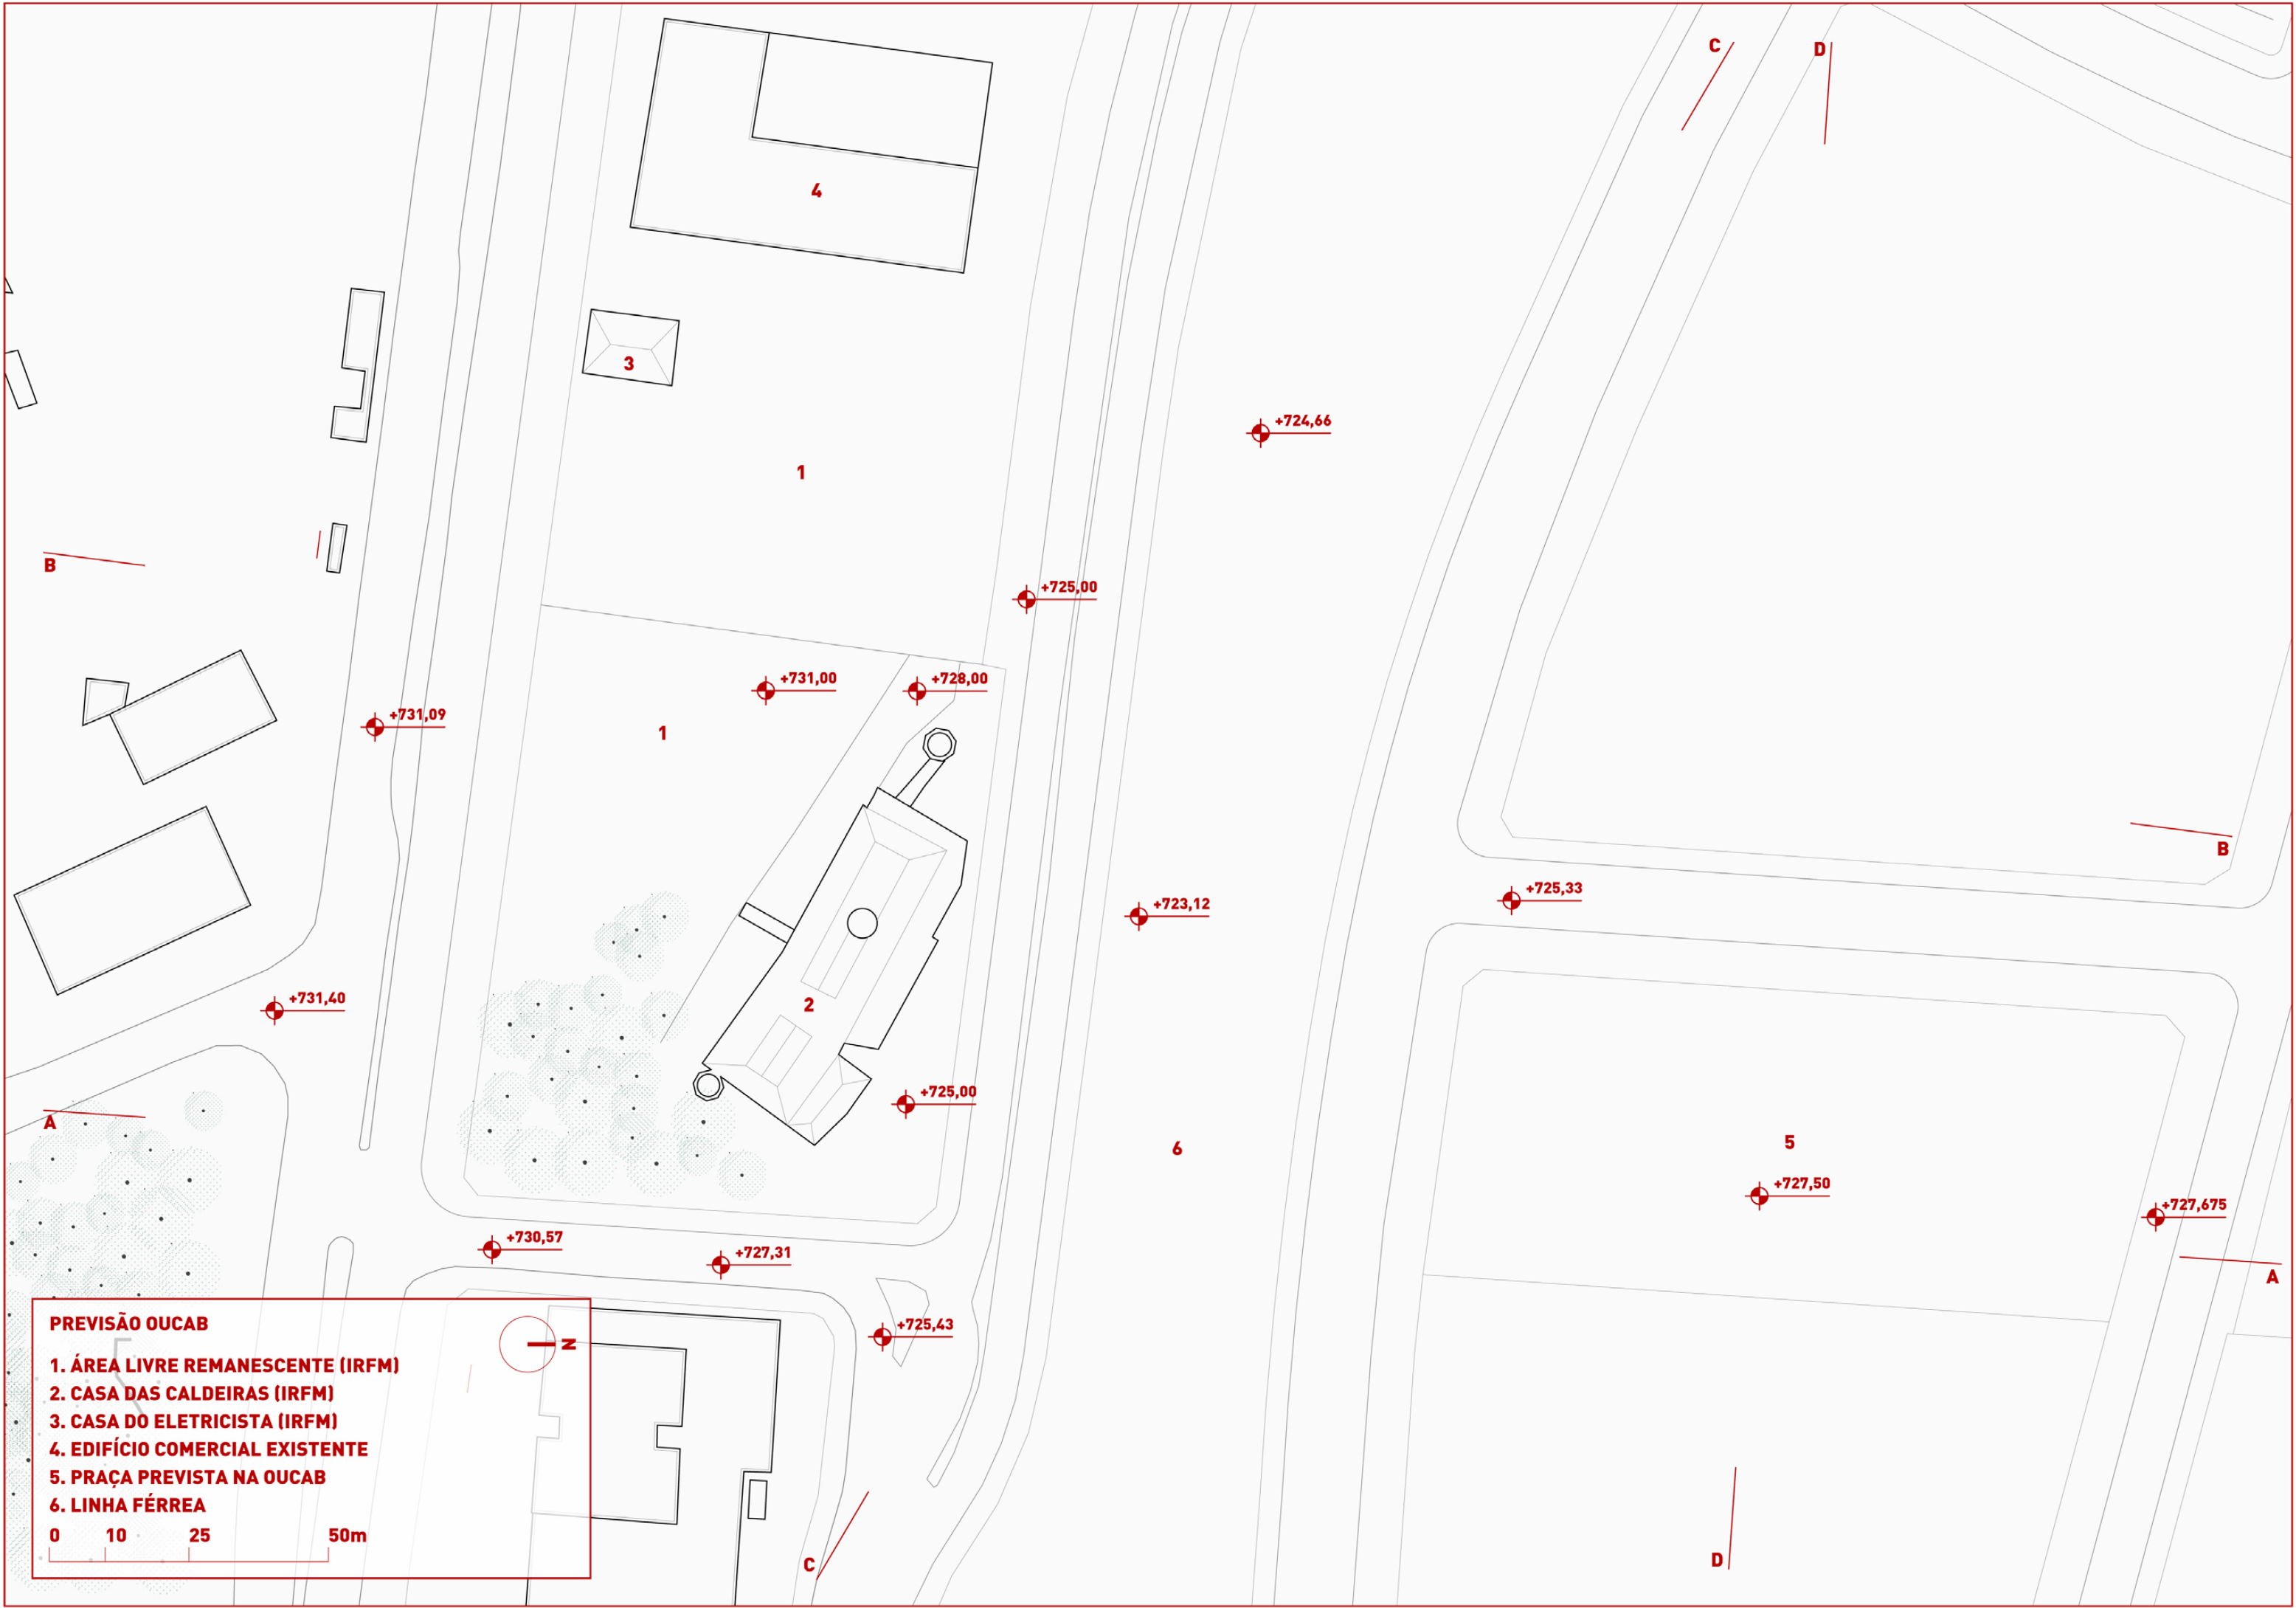 C
D
4
3
+724,66
1
B
+725,00
+731,00
+728,00
+731,09
1
B
+725,33
+723,12
+731,40
2
+725,00
A
5
6
+727,50
+727,675
+730,57
+727,31
A
+725,43
PREVISÃO OUCAB
N
1. ÁREA LIVRE REMANESCENTE (IRFM)
2. CASA DAS CALDEIRAS (IRFM)
3. CASA DO ELETRICISTA (IRFM)
4. EDIFÍCIO COMERCIAL EXISTENTE
5. PRAÇA PREVISTA NA OUCAB
6. LINHA FÉRREA
0 10 25 50m
C
D